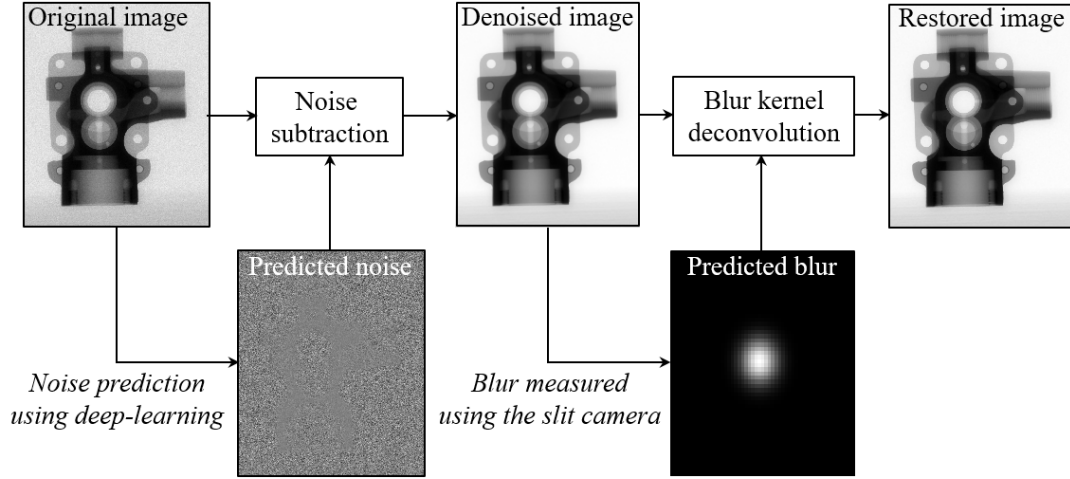 Original image
Denoised image
Restored image
Noise
subtraction
Blur kernel
deconvolution
Predicted noise
Predicted blur
Noise prediction
using deep-learning
Blur measured
using the slit camera